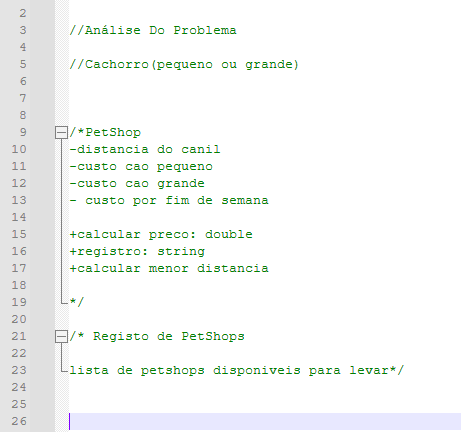 2
3 //Análise Do Problema
4
5 //Cachorro(pequeno ou grande)
6
7
8
9 /*PetShop
10 -distancia do canil
11 -custo cao pequeno
12 -custo cao grande
13 - custo por fim de semana
14
15 +calcular preco: double
16 +registro: string
17 +calcular menor distancia
18
19 */
20
21 /* Registo de PetShops
22
23 lista de petshops disponiveis para levar*/
24
25
26